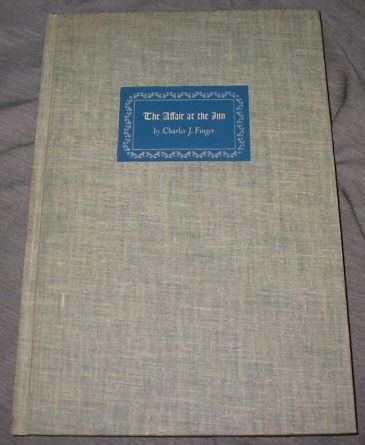 The Affair at the Inn
by Charles J. Finger